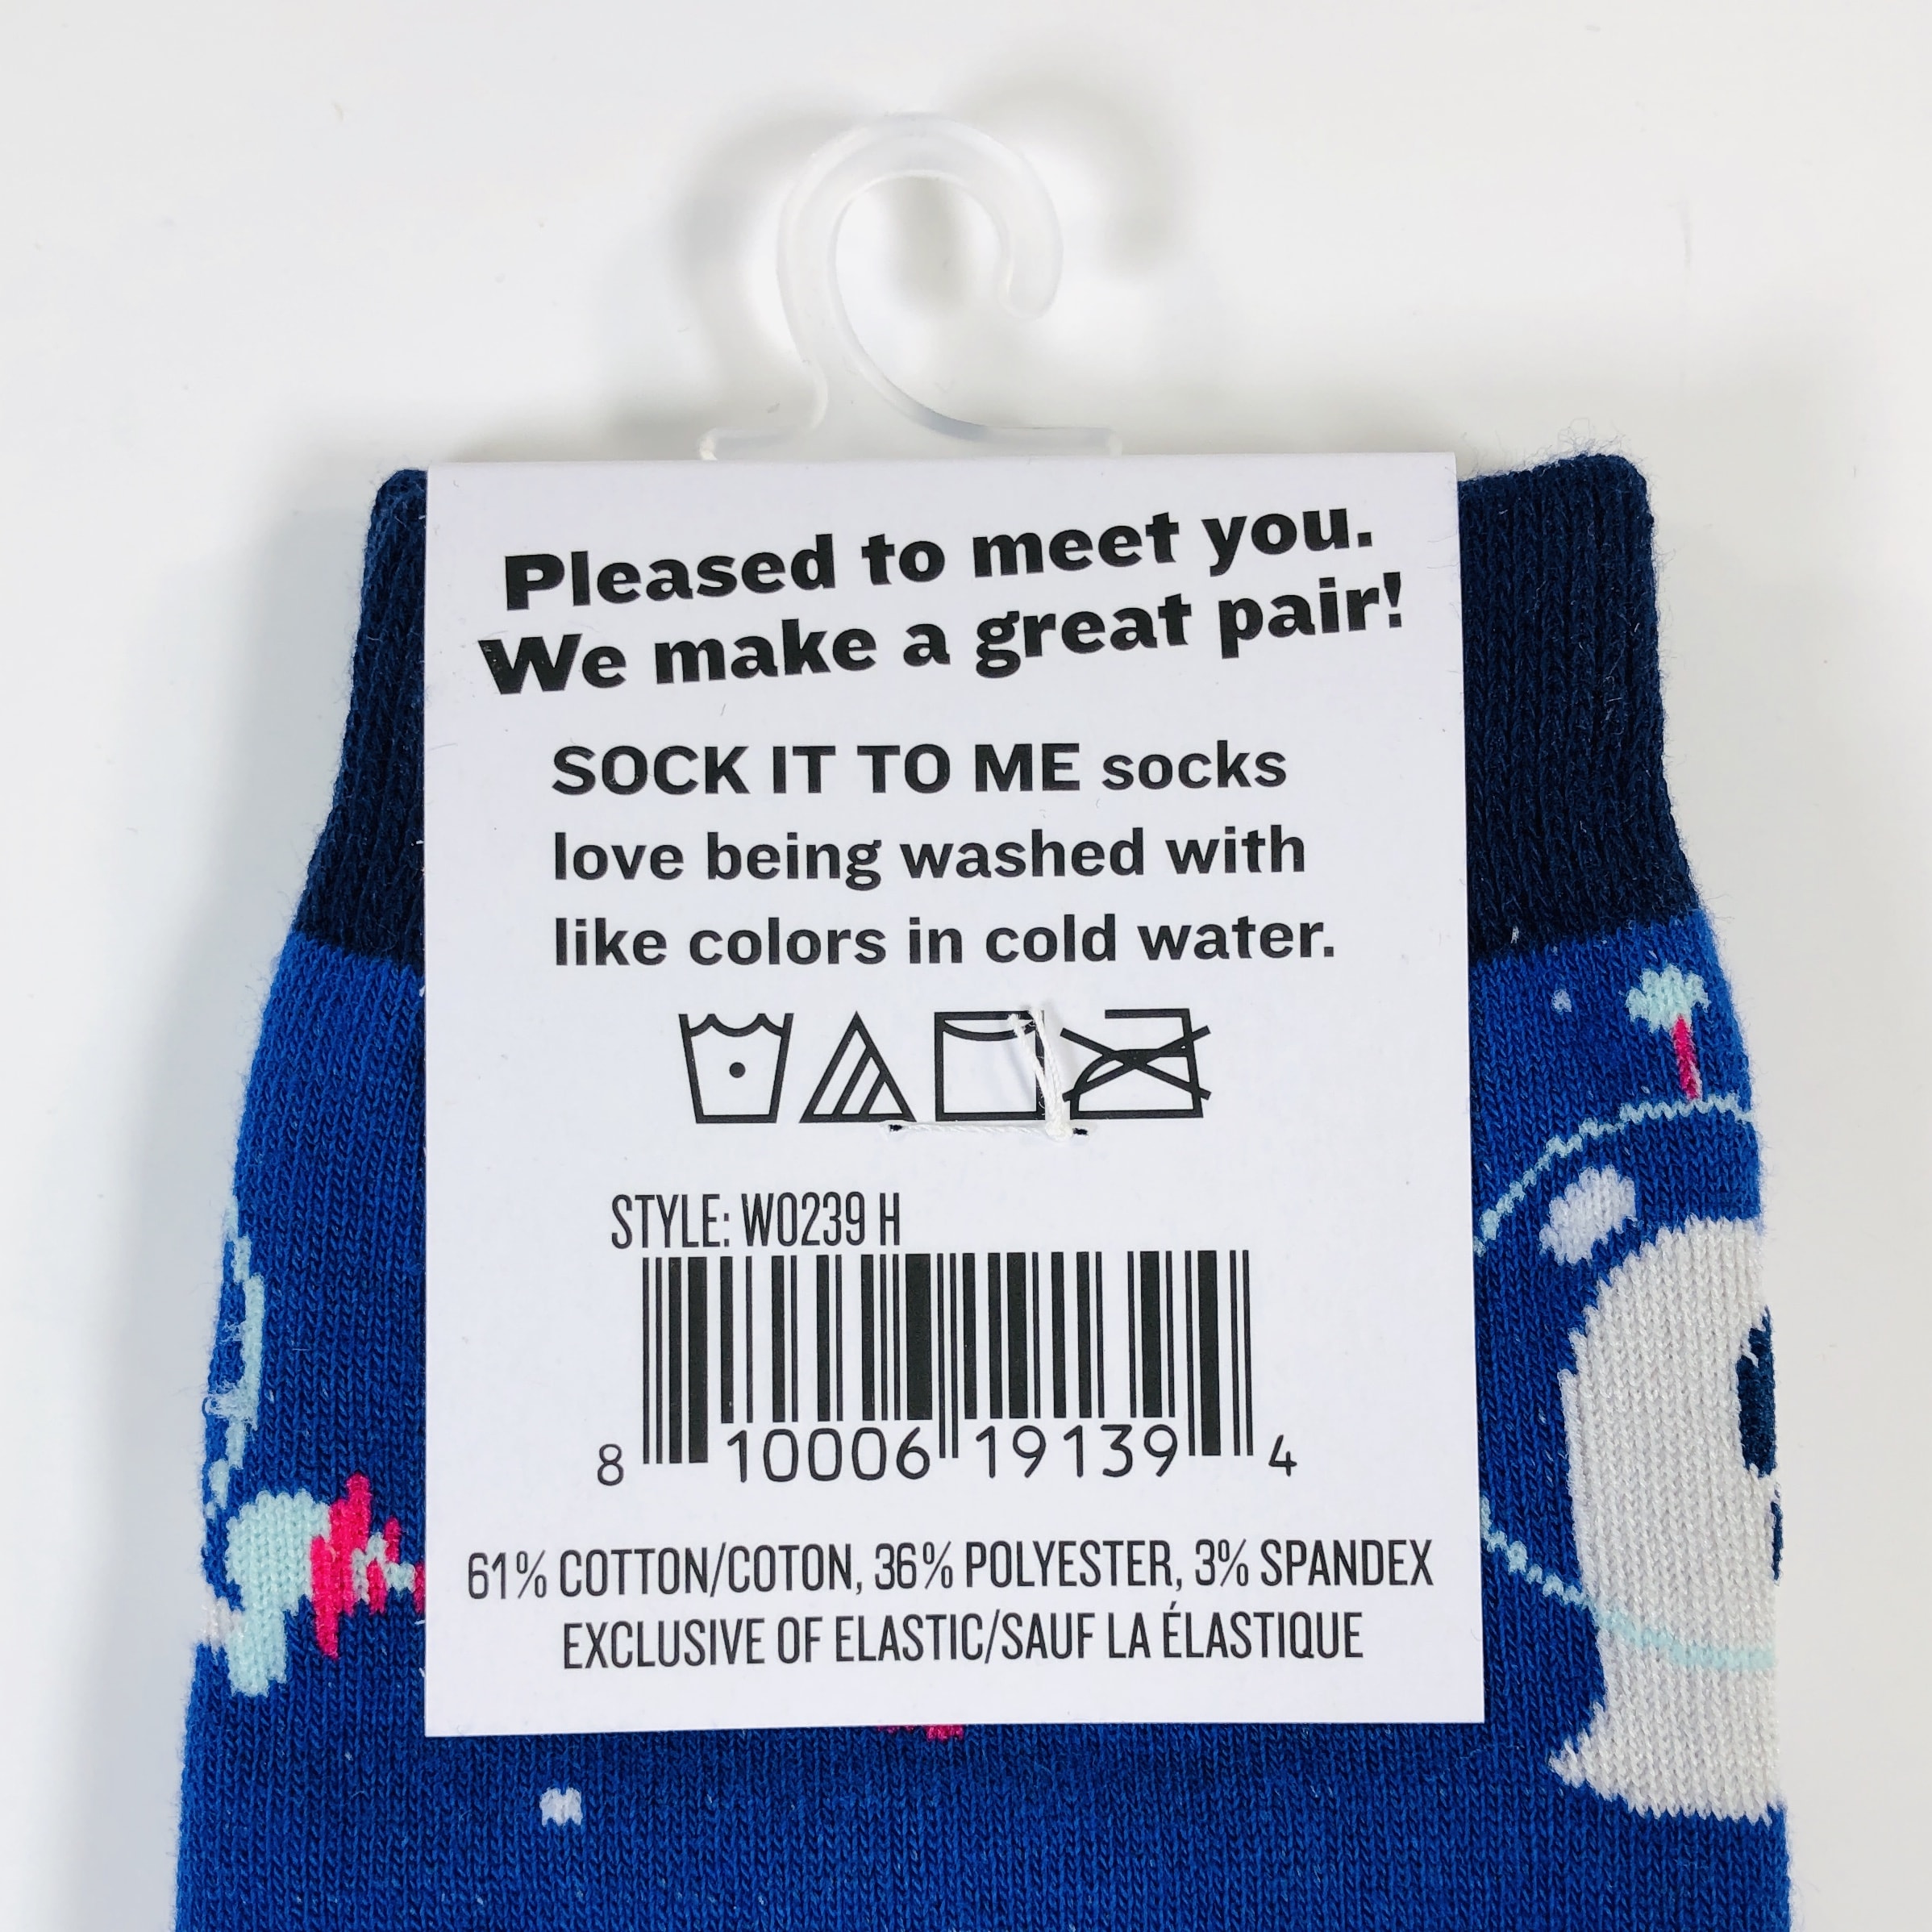 Pleased to meet you.
We make a great pair!
SOCK IT TO ME socks
love being washed with
like colors in cold water.
STYLE: W0239 H
8 10006 19139 4
61% COTTON/COTON, 36% POLYESTER, 3% SPANDEX
EXCLUSIVE OF ELASTIC/SAUF LA ÉLASTIQUE